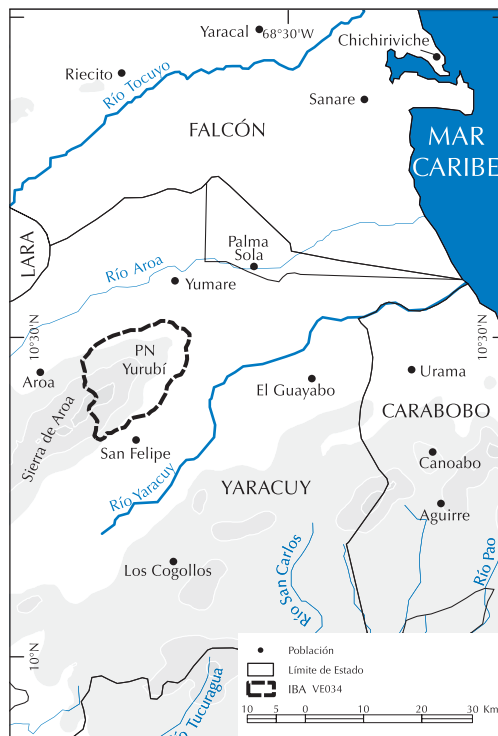 Yaracal
68°30'W
Chichiriviche
Riecito
Río Tocuyo
Sanare
FALCÓN
MAR
CARIBE
LARA
Palma
Sola
Río Aroa
Yumare
10°30'N
10°30'N
PN
Yurubí
Aroa
Urama
El Guayabo
Sierra de Aroa
CARABOBO
San Felipe
Canoabo
Río Yaracuy
YARACUY
Aguirre
Los Cogollos
Río San Carlos
Río Pao
10°N
Río Tucuragua
Población
Límite de Estado
IBA VE034
10 5 0 10 20 30 Km